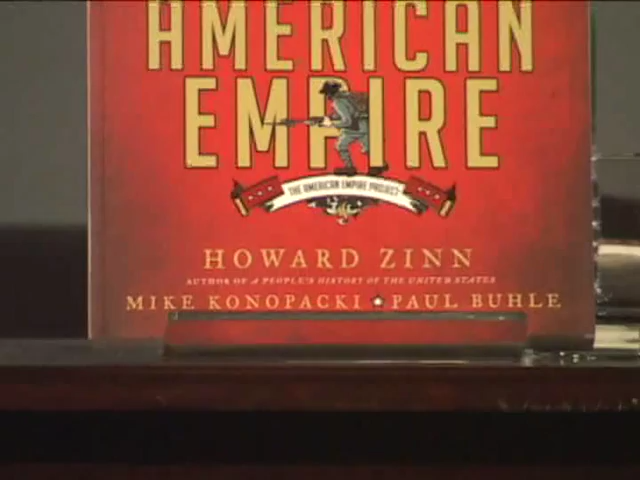 AMERICAN
EMPIRE
THE AMERICAN EMPIRE PROJECT
HOWARD ZINN
AUTHOR OF A PEOPLE'S HISTORY OF THE UNITED STATES
MIKE KONOPACKI ★ PAUL BUHLE